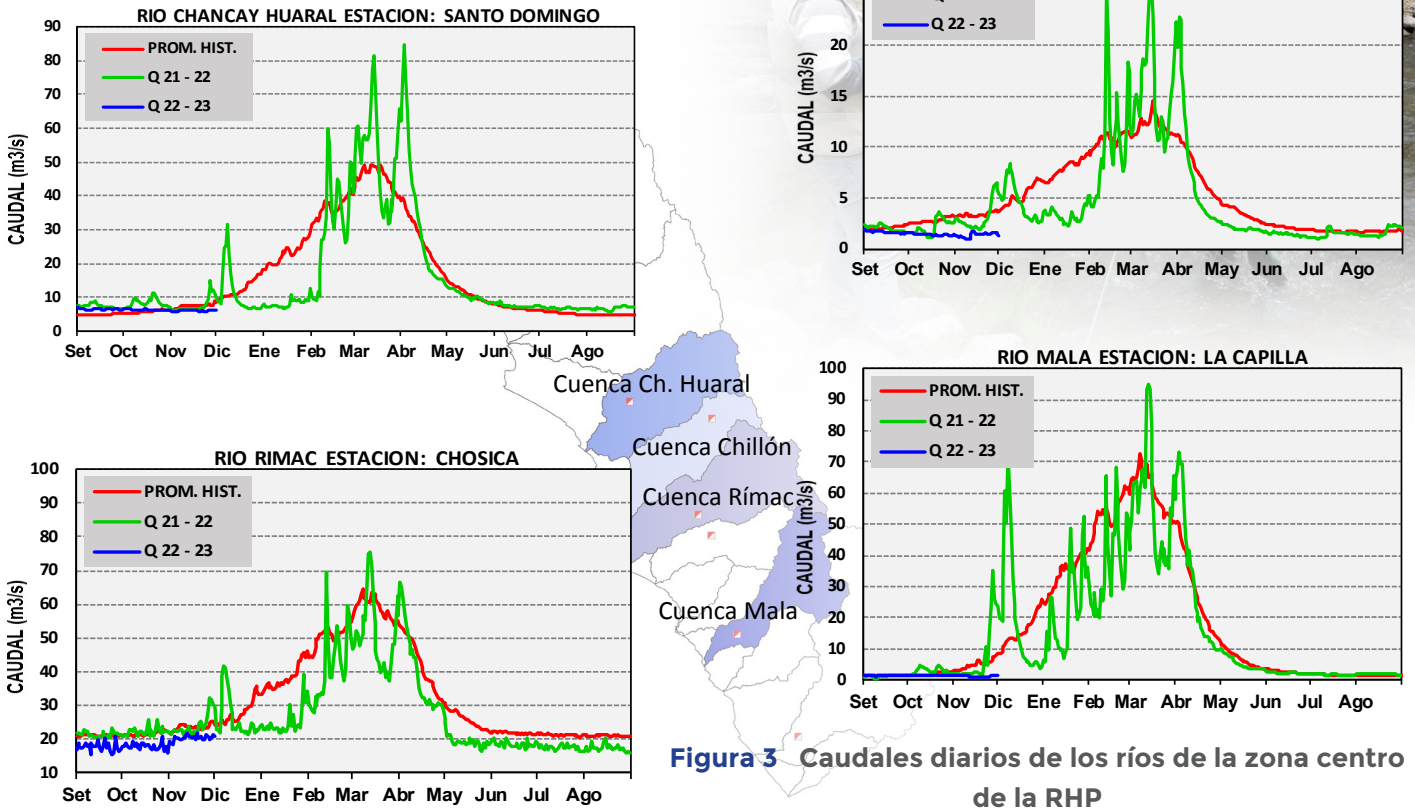 RIO CHANCAY HUARAL ESTACION: SANTO DOMINGO
90
80
70
60
50
40
30
20
10
0
CAUDAL (m3/s)
PROM. HIST.
Q 21 - 22
Q 22 - 23
Set Oct Nov Dic Ene Feb Mar Abr May Jun Jul Ago
Q 22 - 23
20
15
10
5
0
CAUDAL (m3/s)
Set Oct Nov Dic Ene Feb Mar Abr May Jun Jul Ago
Cuenca Ch. Huaral
Cuenca Chillón
Cuenca Rímac
Cuenca Mala
RIO RIMAC ESTACION: CHOSICA
100
90
80
70
60
50
40
30
20
10
CAUDAL (m3/s)
PROM. HIST.
Q 21 - 22
Q 22 - 23
Set Oct Nov Dic Ene Feb Mar Abr May Jun Jul Ago
RIO MALA ESTACION: LA CAPILLA
100
90
80
70
60
50
40
30
20
10
0
CAUDAL (m3/s)
PROM. HIST.
Q 21 - 22
Q 22 - 23
Set Oct Nov Dic Ene Feb Mar Abr May Jun Jul Ago
Figura 3 Caudales diarios de los ríos de la zona centro
de la RHP